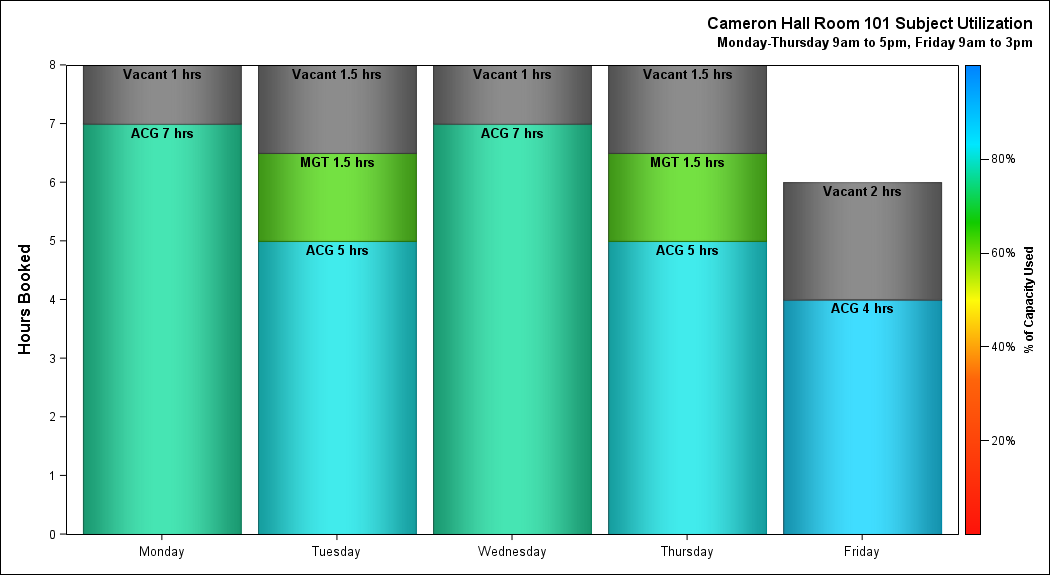 Cameron Hall Room 101 Subject Utilization
Monday-Thursday 9am to 5pm, Friday 9am to 3pm
Hours Booked
8
7
6
5
4
3
2
1
0
Vacant 1 hrs
ACG 7 hrs
Vacant 1.5 hrs
MGT 1.5 hrs
ACG 5 hrs
Vacant 1 hrs
ACG 7 hrs
Vacant 1.5 hrs
MGT 1.5 hrs
ACG 5 hrs
Vacant 2 hrs
ACG 4 hrs
Monday
Tuesday
Wednesday
Thursday
Friday
80%
60%
40%
20%
% of Capacity Used